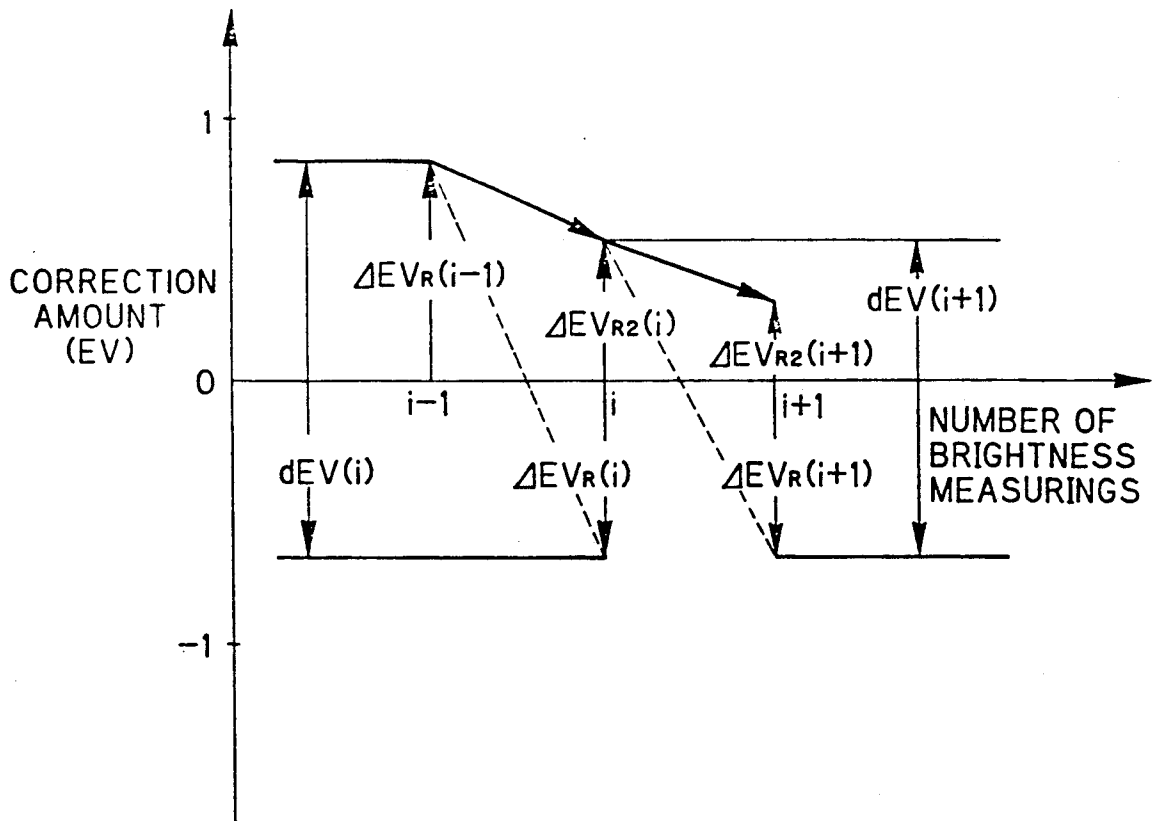 1
ΔEVR(i-1)
CORRECTION
AMOUNT
(EV)
dEV(i+1)
ΔEVR2(i)
ΔEVR2(i+1)
0
i-1
i
i+1
NUMBER OF
BRIGHTNESS
MEASURINGS
dEV(i)
ΔEVR(i)
ΔEVR(i+1)
-1